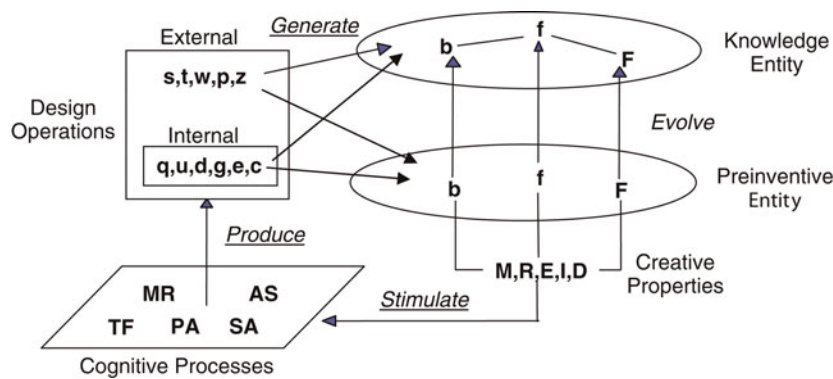 External
Generate
b
f
F
Knowledge
Entity
s,t,w,p,z
Design
Operations
Internal
q,u,d,g,e,c
Evolve
b
f
F
Preinventive
Entity
Produce
M,R,E,I,D
Creative
Properties
MR
AS
Stimulate
TF
PA
SA
Cognitive Processes